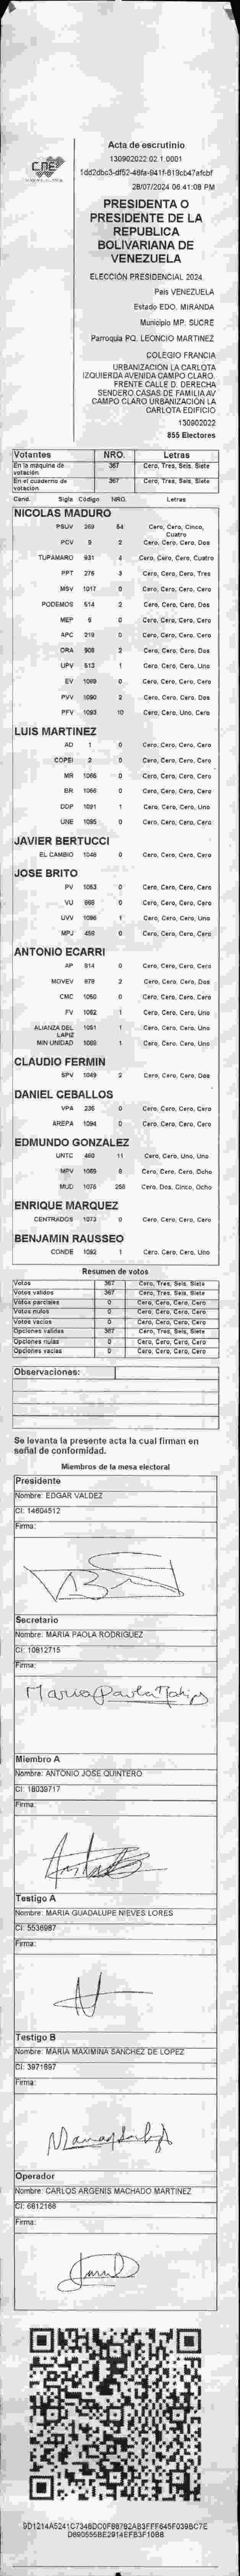 Acta de escrutinio
130902022.02.1.0001
1dd2dbc3-df52-46fa-941f-819cb47afcbf
28/07/2024 06:41:08 PM
PRESIDENTA O
PRESIDENTE DE LA
REPUBLICA
BOLIVARIANA DE
VENEZUELA
CNE
ELECCIÓN PRESIDENCIAL 2024
Pais VENEZUELA
Estado EDO. MIRANDA
Municipio MP. SUCRE
Parroquia PQ. LEONCIO MARTINEZ
COLEGIO FRANCIA
URBANIZACIÓN LA CARLOTA
IZQUIERDA AVENIDA CAMPO CLARO.
FRENTE CALLE D. DERECHA
SENDERO CASAS DE FAMILIA AV
CAMPO CLARO URBANIZACIÓN LA
CARLOTA EDIFICIO
130902022
855 Electores
Votantes NRO. Letras
En la máquina de votación 367 Cero, Tres, Seis, Siete
En el cuaderno de votación 367 Cero, Tres, Seis, Siete
Cand. Sigla Código NRO. Letras
NICOLAS MADURO
PSUV 269 54 Cero, Cero, Cinco, Cuatro
PCV 9 2 Cero, Cero, Cero, Dos
TUPAMARO 931 4 Cero, Cero, Cero, Cuatro
PPT 276 3 Cero, Cero, Cero, Tres
MSV 1017 0 Cero, Cero, Cero, Cero
PODEMOS 514 2 Cero, Cero, Cero, Dos
MEP 6 0 Cero, Cero, Cero, Cero
APC 219 0 Cero, Cero, Cero, Cero
ORA 908 2 Cero, Cero, Cero, Dos
UPV 513 1 Cero, Cero, Cero, Uno
EV 1089 0 Cero, Cero, Cero, Cero
PVV 1090 2 Cero, Cero, Cero, Dos
PFV 1093 10 Cero, Cero, Uno, Cero
LUIS MARTINEZ
AD 1 0 Cero, Cero, Cero, Cero
COPEI 2 0 Cero, Cero, Cero, Cero
MR 1065 0 Cero, Cero, Cero, Cero
BR 1066 0 Cero, Cero, Cero, Cero
DDP 1091 1 Cero, Cero, Cero, Uno
UNE 1095 0 Cero, Cero, Cero, Cero
JAVIER BERTUCCI
EL CAMBIO 1046 0 Cero, Cero, Cero, Cero
JOSE BRITO
PV 1053 0 Cero, Cero, Cero, Cero
VU 668 0 Cero, Cero, Cero, Cero
UVV 1096 1 Cero, Cero, Cero, Uno
MPJ 456 0 Cero, Cero, Cero, Cero
ANTONIO ECARRI
AP 814 0 Cero, Cero, Cero, Cero
MOVEV 978 2 Cero, Cero, Cero, Dos
CMC 1050 0 Cero, Cero, Cero, Cero
FV 1062 1 Cero, Cero, Cero, Uno
ALIANZA DEL LAPIZ 1051 1 Cero, Cero, Cero, Uno
MIN UNIDAD 1068 1 Cero, Cero, Cero, Uno
CLAUDIO FERMIN
SPV 1049 2 Cero, Cero, Cero, Dos
DANIEL CEBALLOS
VPA 235 0 Cero, Cero, Cero, Cero
AREPA 1094 0 Cero, Cero, Cero, Cero
EDMUNDO GONZALEZ
UNTC 460 11 Cero, Cero, Uno, Uno
MPV 1069 8 Cero, Cero, Cero, Ocho
MUD 1075 258 Cero, Dos, Cinco, Ocho
ENRIQUE MARQUEZ
CENTRADOS 1073 0 Cero, Cero, Cero, Cero
BENJAMIN RAUSSEO
CONDE 1092 1 Cero, Cero, Cero, Uno
Resumen de votos
Votos 367 Cero, Tres, Seis, Siete
Votos válidos 367 Cero, Tres, Seis, Siete
Votos parciales 0 Cero, Cero, Cero, Cero
Votos nulos 0 Cero, Cero, Cero, Cero
Votos vacíos 0 Cero, Cero, Cero, Cero
Opciones válidas 367 Cero, Tres, Seis, Siete
Opciones nulas 0 Cero, Cero, Cero, Cero
Opciones vacías 0 Cero, Cero, Cero, Cero
Observaciones:
Se levanta la presente acta la cual firman en
señal de conformidad.
Miembros de la mesa electoral
Presidente
Nombre: EDGAR VALDEZ
CI: 14604512
Firma:
Secretario
Nombre: MARIA PAOLA RODRIGUEZ
CI: 10812715
Firma:
Miembro A
Nombre: ANTONIO JOSE QUINTERO
CI: 18039717
Firma:
Testigo A
Nombre: MARIA GUADALUPE NIEVES LORES
CI: 5536987
Firma:
Testigo B
Nombre: MARIA MAXIMINA SANCHEZ DE LOPEZ
CI: 3971897
Firma:
Operador
Nombre: CARLOS ARGENIS MACHADO MARTINEZ
CI: 6812166
Firma: